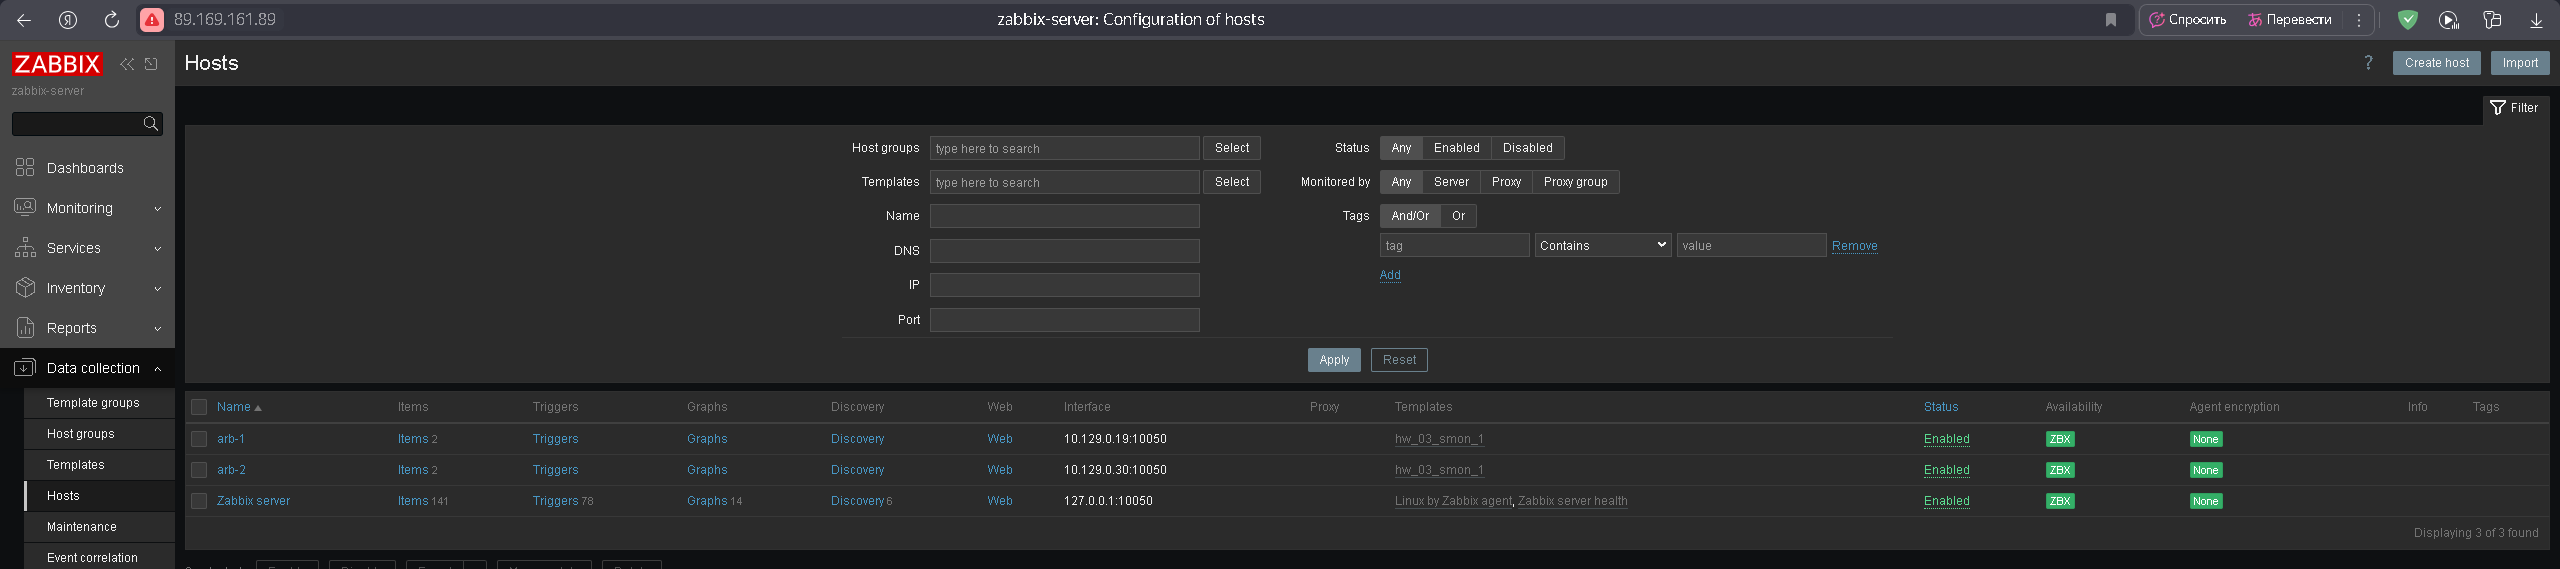 89.169.161.89
zabbix-server: Configuration of hosts
Спросить
Перевести
ZABBIX
zabbix-server
Hosts
?
Create host
Import
Filter
Dashboards
Monitoring
Services
Inventory
Reports
Data collection
Template groups
Host groups
Templates
Hosts
Maintenance
Event correlation
Host groups type here to search Select
Templates type here to search Select
Name
DNS
IP
Port
Status Any Enabled Disabled
Monitored by Any Server Proxy Proxy group
Tags And/Or Or
tag Contains value Remove
Add
Apply Reset
Name Items Triggers Graphs Discovery Web Interface Proxy Templates Status Availability Agent encryption Info Tags
arb-1 Items 2 Triggers Graphs Discovery Web 10.129.0.19:10050 hw_03_smon_1 Enabled ZBX None
arb-2 Items 2 Triggers Graphs Discovery Web 10.129.0.30:10050 hw_03_smon_1 Enabled ZBX None
Zabbix server Items 141 Triggers 78 Graphs 14 Discovery 6 Web 127.0.0.1:10050 Linux by Zabbix agent, Zabbix server health Enabled ZBX None
Displaying 3 of 3 found